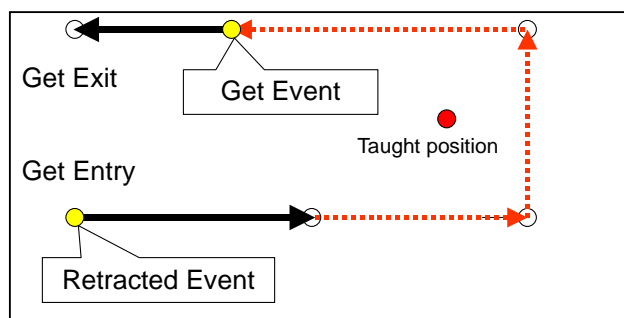 Get Exit
Get Event
Taught position
Get Entry
Retracted Event